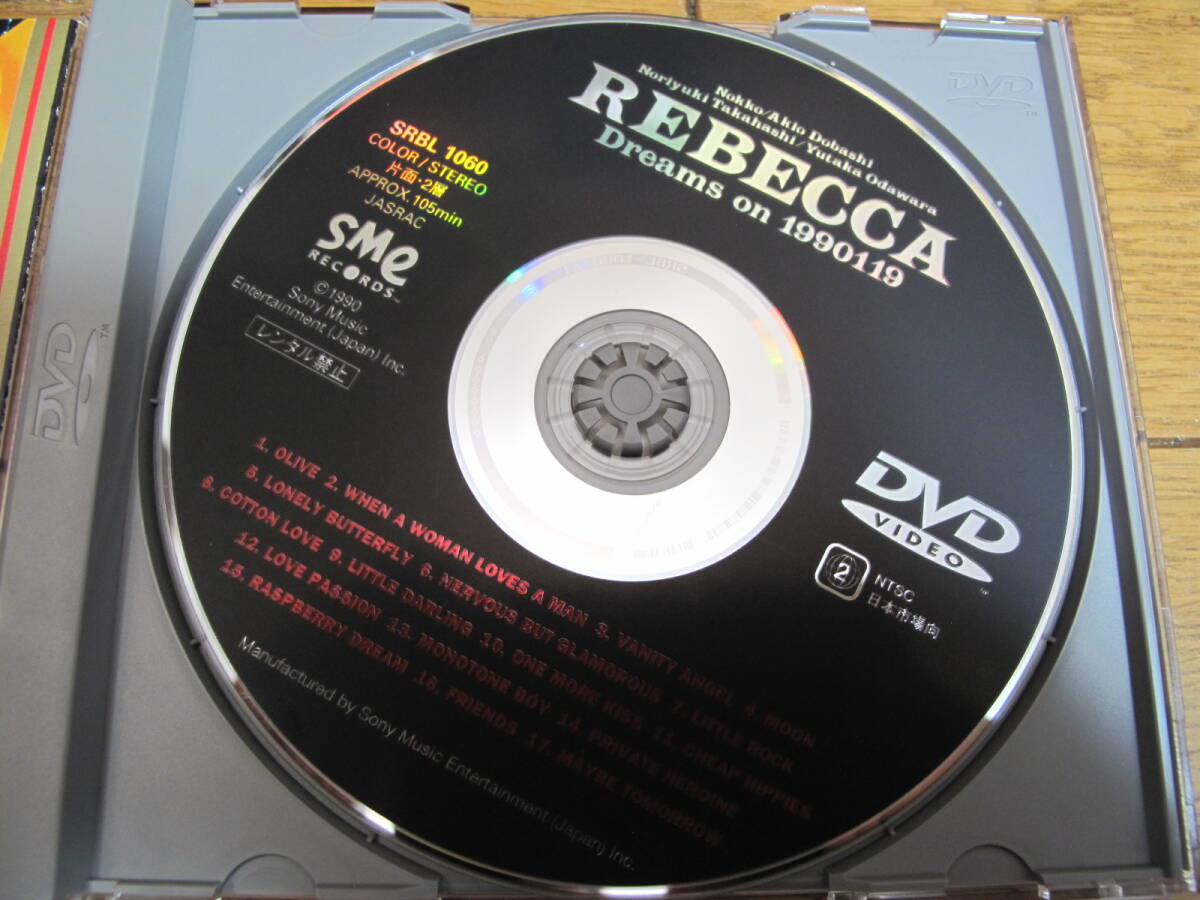 Nokko/Akio Dobashi
Noriyuki Takahashi/Yutaka Odawara
REBECCA
Dreams on 1990119
SRBL 1060
COLOR/STEREO
片面・2層
APPROX.105min
JASRAC
SMe
RECORDS™
©1990
Sony Music
Entertainment (Japan) Inc.
レンタル禁止
DVD
VIDEO™
2
NTSC
日本市場向
1. OLIVE 2. WHEN A WOMAN LOVES A MAN 3. VANITY ANGEL 4. MOON
5. LONELY BUTTERFLY 6. NERVOUS BUT GLAMOROUS 7. LITTLE ROCK
8. COTTON LOVE 9. LITTLE DARLING 10. ONE MORE KISS 11. CHEAP HIPPIES
12. LOVE PASSION 13. MONOTONE BOY 14. PRIVATE HEROINE
15. RASPBERRY DREAM 16. FRIENDS 17. MAYBE TOMORROW
Manufactured by Sony Music Entertainment (Japan) Inc.
DVD™
DVD™